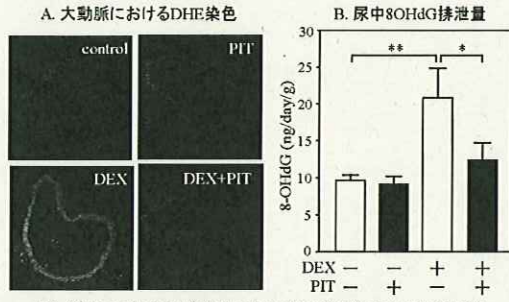 A. 大動脈におけるDHE染色
control
PIT
DEX
DEX+PIT
B. 尿中8OHdG排泄量
8-OHdG (ng/day/g)
30
25
20
15
10
5
0
**
*
DEX − − + +
PIT − + − +